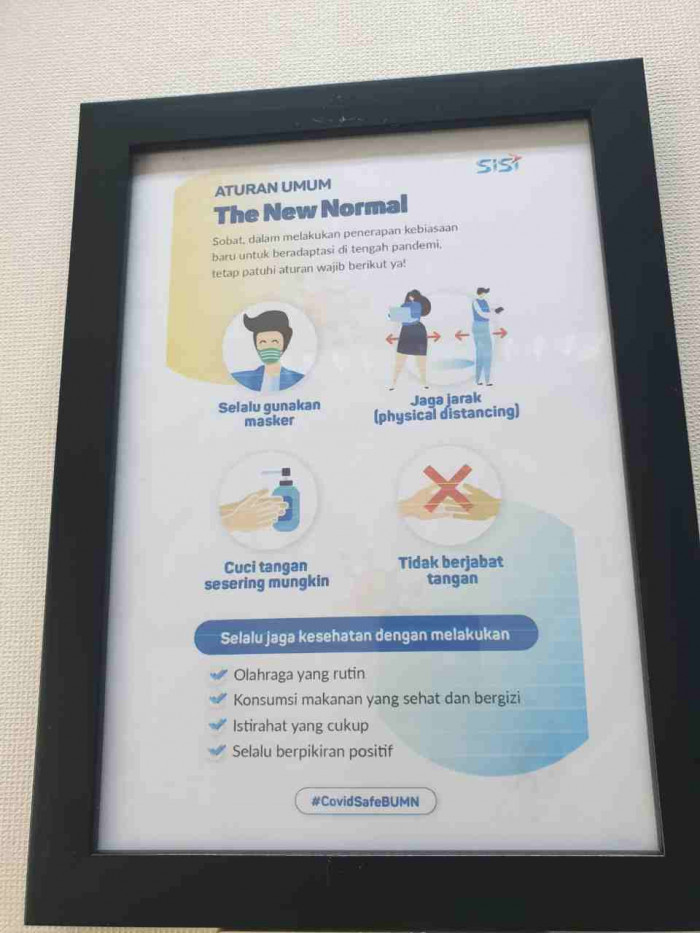 SISI
ATURAN UMUM
The New Normal
Sobat, dalam melakukan penerapan kebiasaan
baru untuk beradaptasi di tengah pandemi,
tetap patuhi aturan wajib berikut ya!
Selalu gunakan
masker
Jaga jarak
(physical distancing)
Cuci tangan
sesering mungkin
Tidak berjabat
tangan
Selalu jaga kesehatan dengan melakukan
Olahraga yang rutin
Konsumsi makanan yang sehat dan bergizi
Istirahat yang cukup
Selalu berpikiran positif
#CovidSafeBUMN